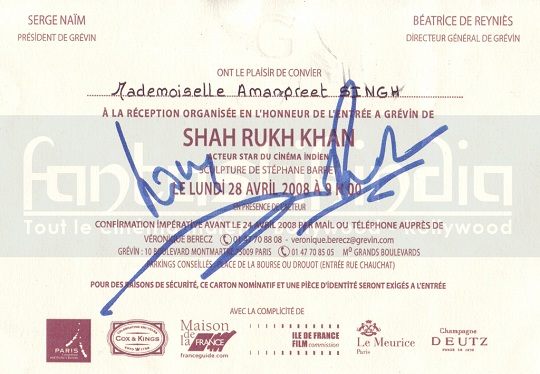 SERGE NAÏM
PRÉSIDENT DE GRÉVIN
BÉATRICE DE REYNIÈS
DIRECTEUR GÉNÉRAL DE GRÉVIN
ONT LE PLAISIR DE CONVIER
Mademoiselle Amanpreet SINGH
À LA RÉCEPTION ORGANISÉE EN L'HONNEUR DE L'ENTRÉE A GRÉVIN DE
SHAH RUKH KHAN
ACTEUR STAR DU CINÉMA INDIEN
SCULPTURE DE STÉPHANE BARRET
LE LUNDI 28 AVRIL 2008 À 9 H 00
EN PRÉSENCE DE L'ACTEUR
fantastikindia
Tout le cinéma Bollywood
CONFIRMATION IMPÉRATIVE AVANT LE 24 AVRIL 2008 PAR MAIL OU TÉLÉPHONE AUPRÈS DE
VÉRONIQUE BERECZ 01 47 70 88 08 - veronique.berecz@grevin.com
GRÉVIN : 10 BOULEVARD MONTMARTRE 75009 PARIS 01 47 70 85 05 M° GRANDS BOULEVARDS
PARKINGS CONSEILLÉS : PLACE DE LA BOURSE OU DROUOT (ENTRÉE RUE CHAUCHAT)
POUR DES RAISONS DE SÉCURITÉ, CE CARTON NOMINATIF ET UNE PIÈCE D'IDENTITÉ SERONT EXIGÉS A L'ENTRÉE
AVEC LA COMPLICITÉ DE
PARIS
COX & KINGS
Maison de la FRANCE
franceguide.com
ILE DE FRANCE
FILM commission
Le Meurice
Paris
Champagne
DEUTZ